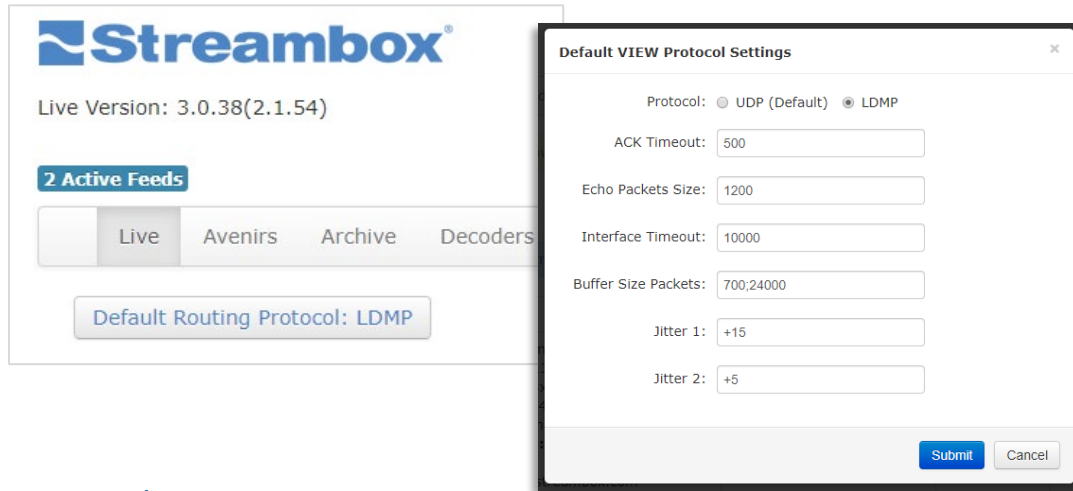 Streambox®
Live Version: 3.0.38(2.1.54)
2 Active Feeds
Live Avenirs Archive Decoders
Default Routing Protocol: LDMP
Default VIEW Protocol Settings ×
Protocol: UDP (Default) LDMP
ACK Timeout: 500
Echo Packets Size: 1200
Interface Timeout: 10000
Buffer Size Packets: 700;24000
Jitter 1: +15
Jitter 2: +5
Submit Cancel